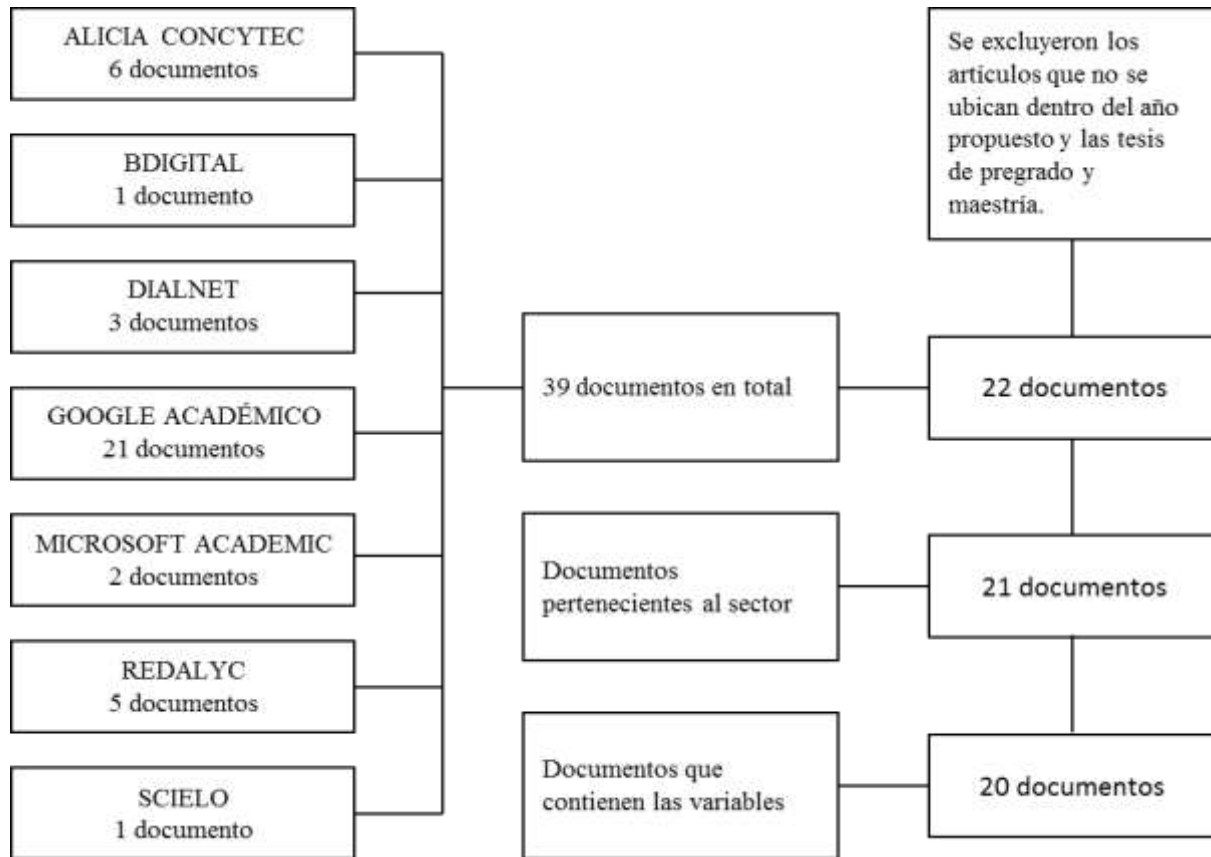 ALICIA CONCYTEC
6 documentos
BDIGITAL
1 documento
DIALNET
3 documentos
GOOGLE ACADÉMICO
21 documentos
MICROSOFT ACADEMIC
2 documentos
REDALYC
5 documentos
SCIELO
1 documento
39 documentos en total
Documentos
pertenecientes al sector
Documentos que
contienen las variables
Se excluyeron los
artículos que no se
ubican dentro del año
propuesto y las tesis
de pregrado y
maestría.
22 documentos
21 documentos
20 documentos